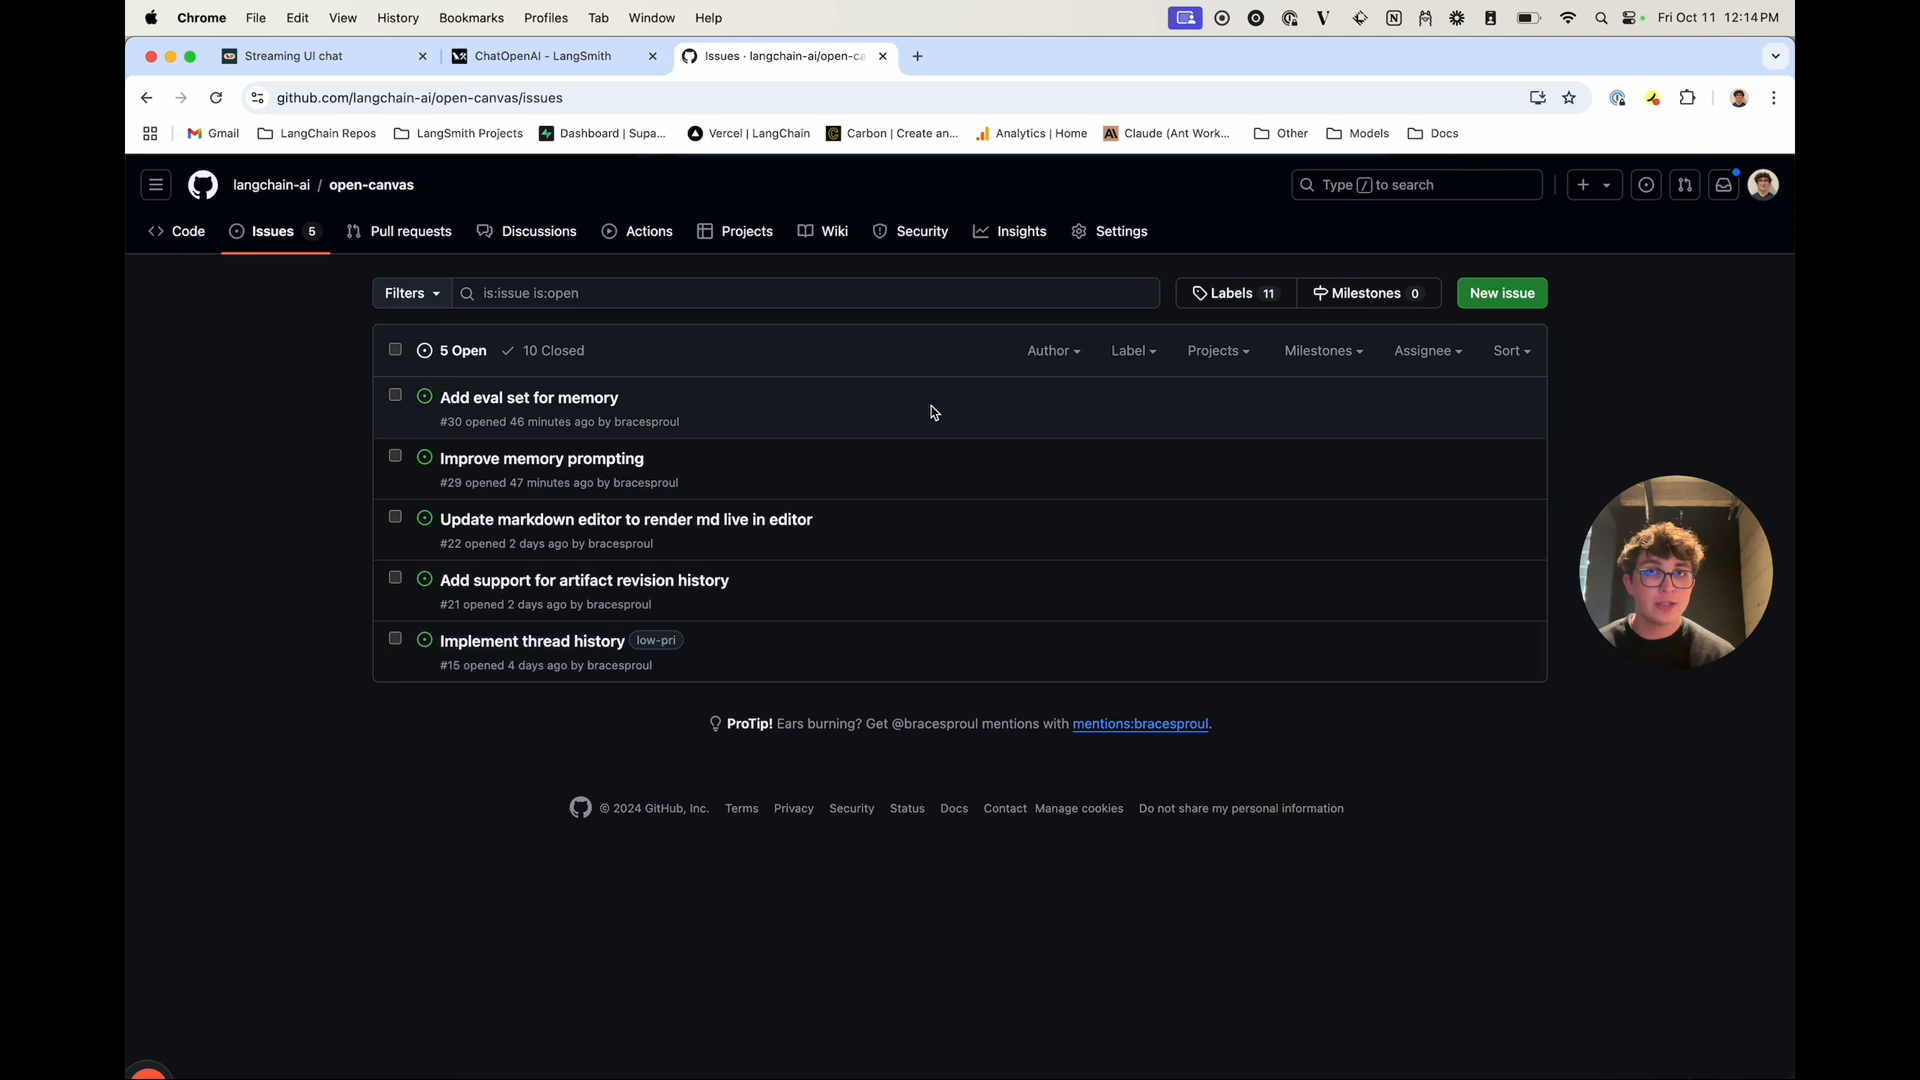 Chrome File Edit View History Bookmarks Profiles Tab Window Help Fri Oct 11 12:14 PM
Streaming UI chat ChatOpenAI - LangSmith Issues · langchain-ai/open-ca
github.com/langchain-ai/open-canvas/issues
Gmail LangChain Repos LangSmith Projects Dashboard | Supa... Vercel | LangChain Carbon | Create an... Analytics | Home Claude (Ant Work... Other Models Docs
langchain-ai / open-canvas Type / to search
Code Issues 5 Pull requests Discussions Actions Projects Wiki Security Insights Settings
Filters is:issue is:open Labels 11 Milestones 0 New issue
5 Open 10 Closed Author Label Projects Milestones Assignee Sort
Add eval set for memory
#30 opened 46 minutes ago by bracesproul
Improve memory prompting
#29 opened 47 minutes ago by bracesproul
Update markdown editor to render md live in editor
#22 opened 2 days ago by bracesproul
Add support for artifact revision history
#21 opened 2 days ago by bracesproul
Implement thread history low-pri
#15 opened 4 days ago by bracesproul
ProTip! Ears burning? Get @bracesproul mentions with mentions:bracesproul.
© 2024 GitHub, Inc. Terms Privacy Security Status Docs Contact Manage cookies Do not share my personal information